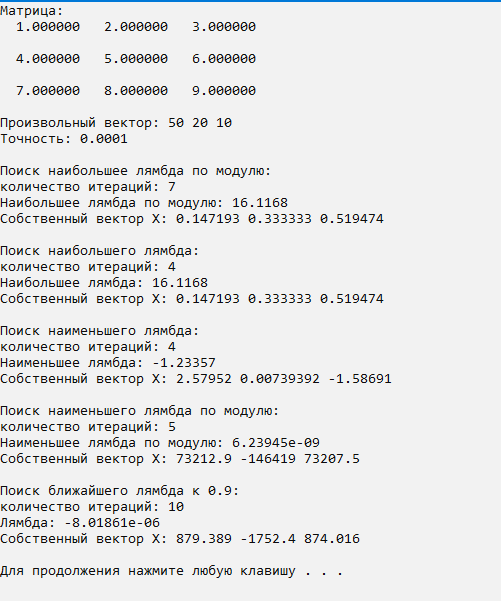 Матрица:
1.000000 2.000000 3.000000
4.000000 5.000000 6.000000
7.000000 8.000000 9.000000
Произвольный вектор: 50 20 10
Точность: 0.0001
Поиск наибольшее лямбда по модулю:
количество итераций: 7
Наибольшее лямбда по модулю: 16.1168
Собственный вектор X: 0.147193 0.333333 0.519474
Поиск наибольшего лямбда:
количество итераций: 4
Наибольшее лямбда: 16.1168
Собственный вектор X: 0.147193 0.333333 0.519474
Поиск наименьшего лямбда:
количество итераций: 4
Наименьшее лямбда: -1.23357
Собственный вектор X: 2.57952 0.00739392 -1.58691
Поиск наименьшего лямбда по модулю:
количество итераций: 5
Наименьшее лямбда по модулю: 6.23945e-09
Собственный вектор X: 73212.9 -146419 73207.5
Поиск ближайшего лямбда к 0.9:
количество итераций: 10
Лямбда: -8.01861e-06
Собственный вектор X: 879.389 -1752.4 874.016
Для продолжения нажмите любую клавишу . . .